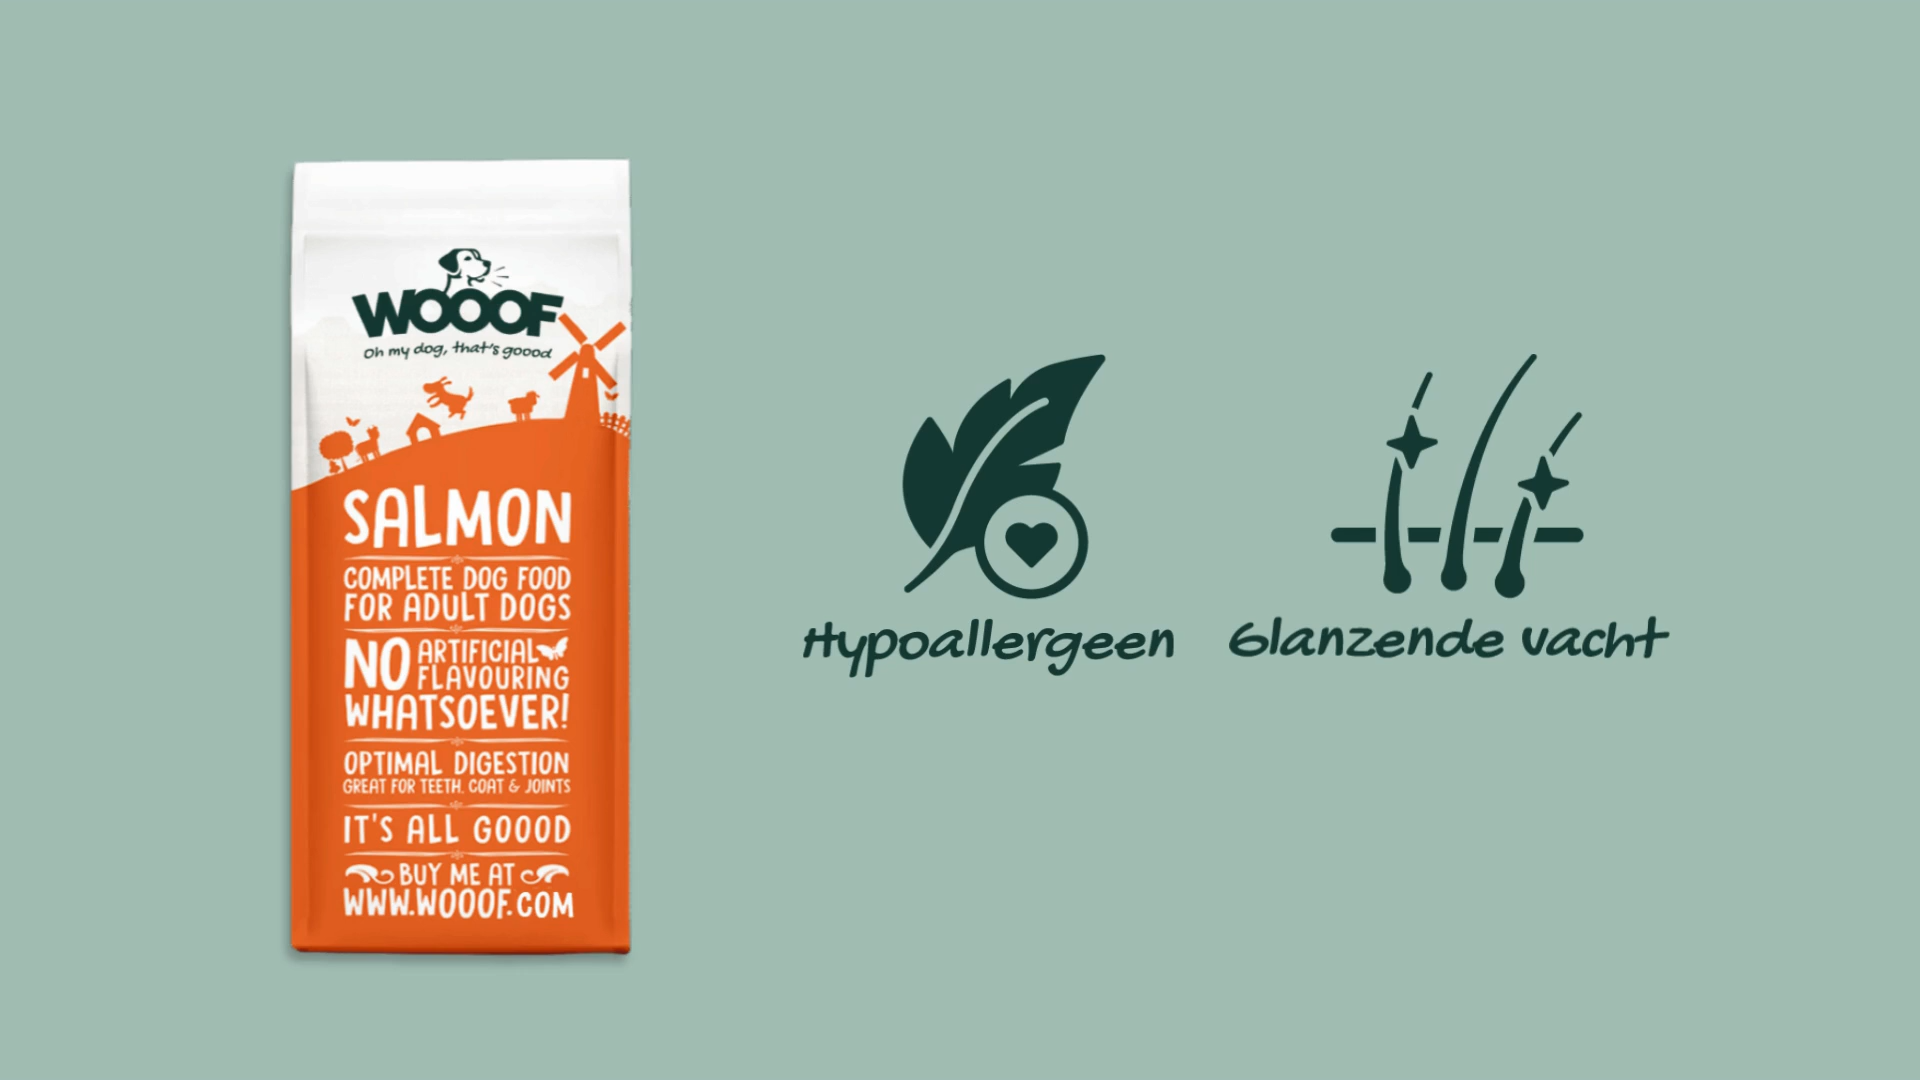 WOOOF
Oh my dog, that's goood
SALMON
COMPLETE DOG FOOD
FOR ADULT DOGS
NO ARTIFICIAL
FLAVOURING
WHATSOEVER!
OPTIMAL DIGESTION
GREAT FOR TEETH, COAT & JOINTS
IT'S ALL GOOOD
BUY ME AT
WWW.WOOOF.COM
Hypoallergeen
Glanzende vacht